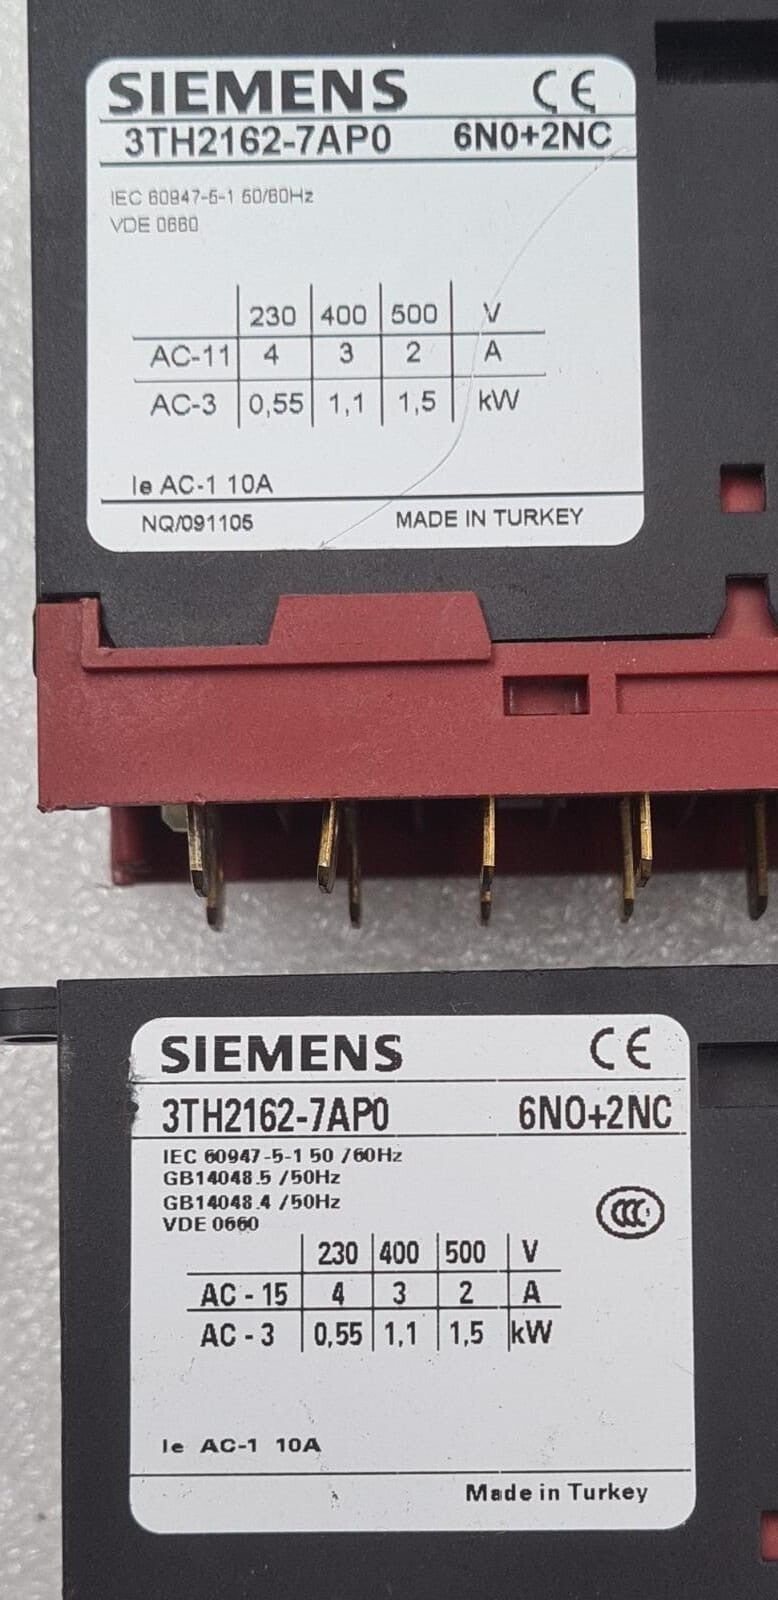 SIEMENS CE
3TH2162-7AP0 6N0+2NC
IEC 60947-5-1 50/60Hz
VDE 0660
230 400 500 V
AC-11 4 3 2 A
AC-3 0,55 1,1 1,5 kW
Ie AC-1 10A
NQ/091105 MADE IN TURKEY
SIEMENS CE
3TH2162-7AP0 6NO+2NC
IEC 60947-5-1 50 /60Hz
GB14048.5 /50Hz
GB14048.4 /50Hz
VDE 0660
CCC
230 400 500 V
AC - 15 4 3 2 A
AC - 3 0,55 1,1 1,5 kW
Ie AC-1 10A
Made in Turkey